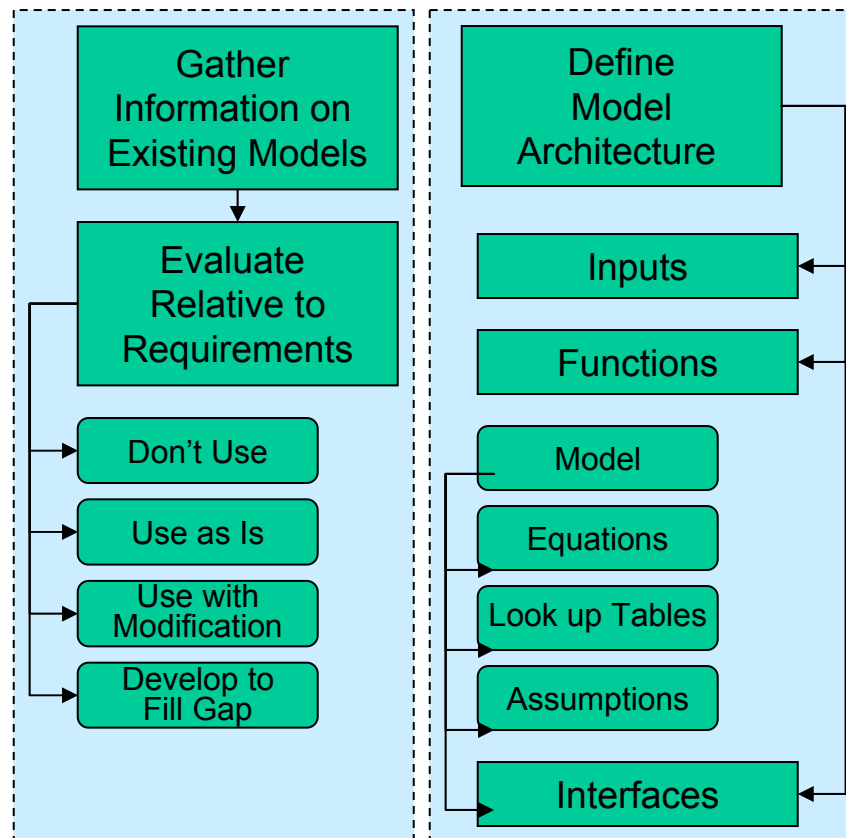 Gather
Information on
Existing Models
Evaluate
Relative to
Requirements
Don’t Use
Use as Is
Use with
Modification
Develop to
Fill Gap
Define
Model
Architecture
Inputs
Functions
Model
Equations
Look up Tables
Assumptions
Interfaces